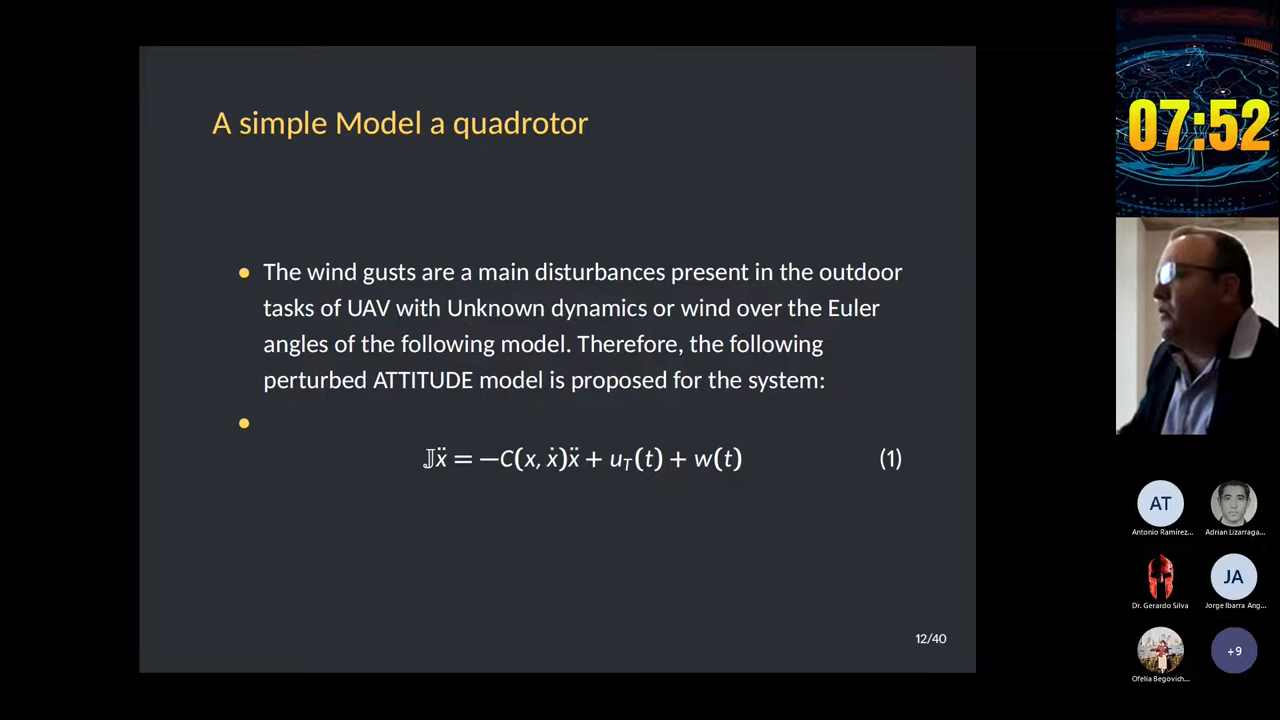 A simple Model a quadrotor
The wind gusts are a main disturbances present in the outdoor
tasks of UAV with Unknown dynamics or wind over the Euler
angles of the following model. Therefore, the following
perturbed ATTITUDE model is proposed for the system:
𝕁ẍ = −C(x, ẋ)ẍ + u_T(t) + w(t) (1)
12/40
07:52
AT
Antonio Ramírez...
Adrian Lizarraga...
Dr. Gerardo Silva
JA
Jorge Ibarra Ang...
Ofelia Begovich...
+9